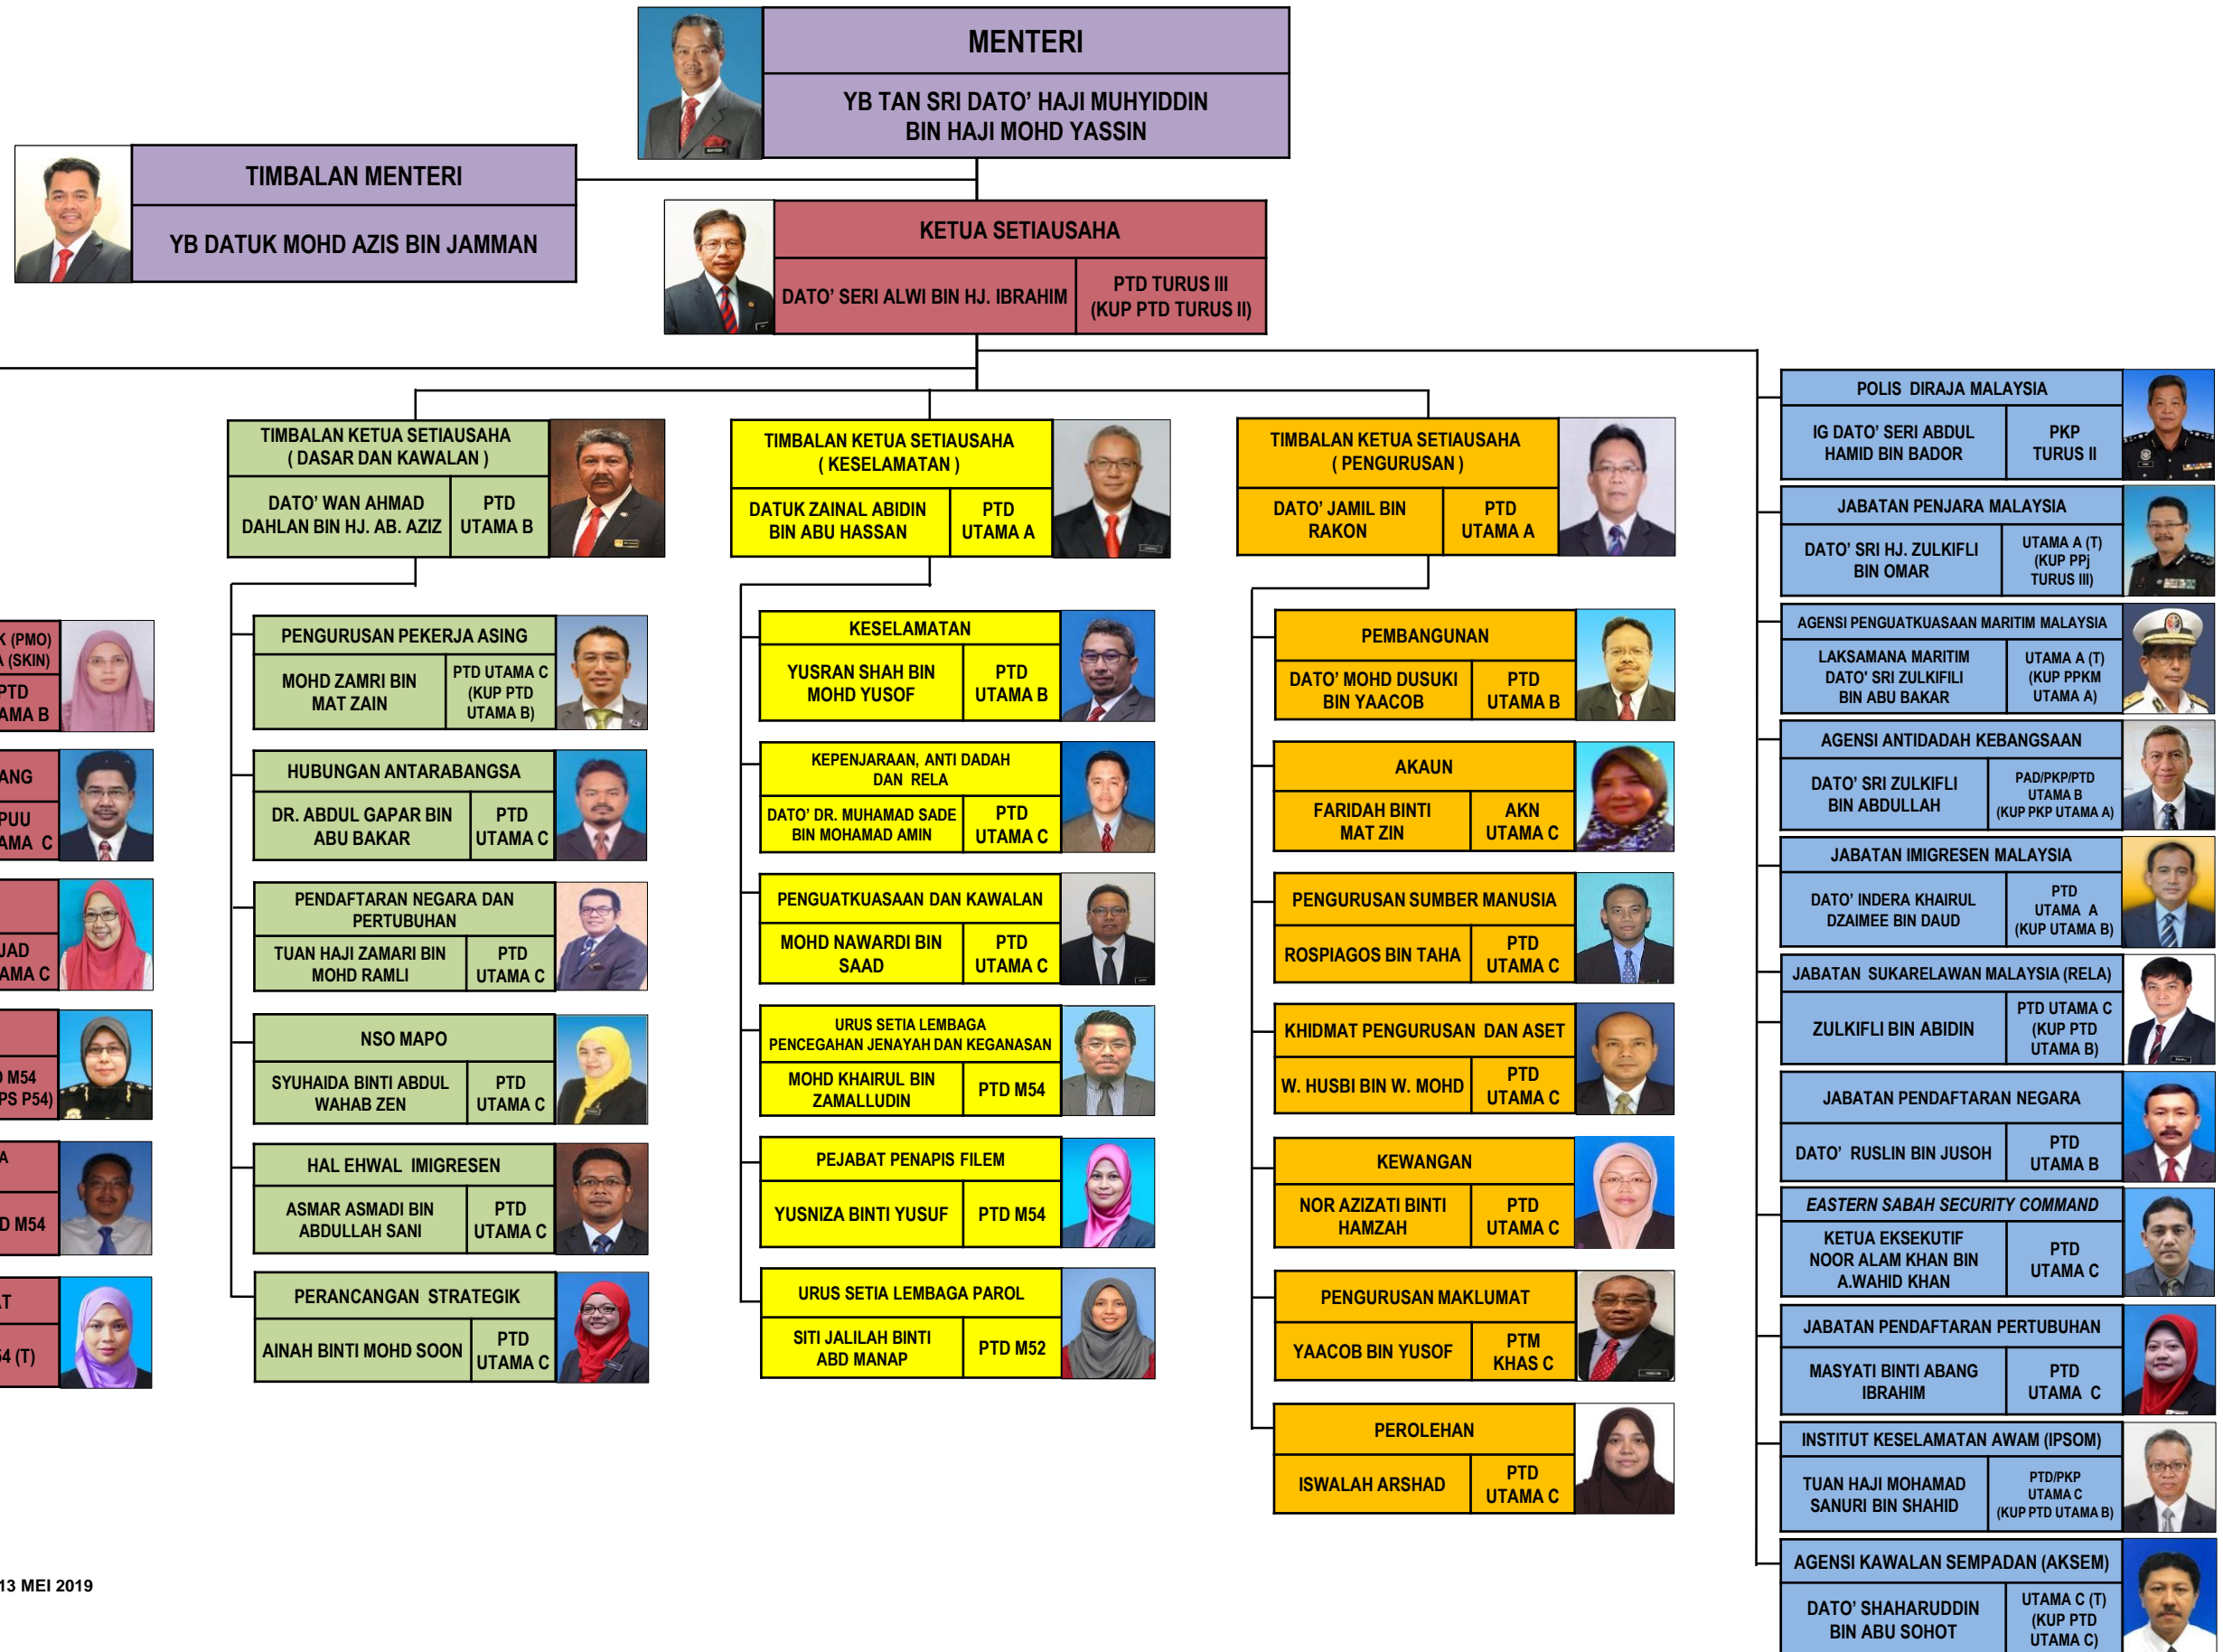 MENTERI
YB TAN SRI DATO’ HAJI MUHYIDDIN
BIN HAJI MOHD YASSIN
TIMBALAN MENTERI
YB DATUK MOHD AZIS BIN JAMMAN
KETUA SETIAUSAHA
DATO’ SERI ALWI BIN HJ. IBRAHIM
PTD TURUS III
(KUP PTD TURUS II)
K (PMO)
(SKIN)
PTD
AMA B
ANG
PUU
AMA C
JAD
AMA C
M54
PS P54)
A
D M54
AT
54 (T)
TIMBALAN KETUA SETIAUSAHA
( DASAR DAN KAWALAN )
DATO’ WAN AHMAD
DAHLAN BIN HJ. AB. AZIZ
PTD
UTAMA B
PENGURUSAN PEKERJA ASING
MOHD ZAMRI BIN
MAT ZAIN
PTD UTAMA C
(KUP PTD
UTAMA B)
HUBUNGAN ANTARABANGSA
DR. ABDUL GAPAR BIN
ABU BAKAR
PTD
UTAMA C
PENDAFTARAN NEGARA DAN
PERTUBUHAN
TUAN HAJI ZAMARI BIN
MOHD RAMLI
PTD
UTAMA C
NSO MAPO
SYUHAIDA BINTI ABDUL
WAHAB ZEN
PTD
UTAMA C
HAL EHWAL IMIGRESEN
ASMAR ASMADI BIN
ABDULLAH SANI
PTD
UTAMA C
PERANCANGAN STRATEGIK
AINAH BINTI MOHD SOON
PTD
UTAMA C
TIMBALAN KETUA SETIAUSAHA
( KESELAMATAN )
DATUK ZAINAL ABIDIN
BIN ABU HASSAN
PTD
UTAMA A
KESELAMATAN
YUSRAN SHAH BIN
MOHD YUSOF
PTD
UTAMA B
KEPENJARAAN, ANTI DADAH
DAN RELA
DATO’ DR. MUHAMAD SADE
BIN MOHAMAD AMIN
PTD
UTAMA C
PENGUATKUASAAN DAN KAWALAN
MOHD NAWARDI BIN
SAAD
PTD
UTAMA C
URUS SETIA LEMBAGA
PENCEGAHAN JENAYAH DAN KEGANASAN
MOHD KHAIRUL BIN
ZAMALLUDIN
PTD M54
PEJABAT PENAPIS FILEM
YUSNIZA BINTI YUSUF
PTD M54
URUS SETIA LEMBAGA PAROL
SITI JALILAH BINTI
ABD MANAP
PTD M52
TIMBALAN KETUA SETIAUSAHA
( PENGURUSAN )
DATO’ JAMIL BIN
RAKON
PTD
UTAMA A
PEMBANGUNAN
DATO’ MOHD DUSUKI
BIN YAACOB
PTD
UTAMA B
AKAUN
FARIDAH BINTI
MAT ZIN
AKN
UTAMA C
PENGURUSAN SUMBER MANUSIA
ROSPIAGOS BIN TAHA
PTD
UTAMA C
KHIDMAT PENGURUSAN DAN ASET
W. HUSBI BIN W. MOHD
PTD
UTAMA C
KEWANGAN
NOR AZIZATI BINTI
HAMZAH
PTD
UTAMA C
PENGURUSAN MAKLUMAT
YAACOB BIN YUSOF
PTM
KHAS C
PEROLEHAN
ISWALAH ARSHAD
PTD
UTAMA C
POLIS DIRAJA MALAYSIA
IG DATO’ SERI ABDUL
HAMID BIN BADOR
PKP
TURUS II
JABATAN PENJARA MALAYSIA
DATO’ SRI HJ. ZULKIFLI
BIN OMAR
UTAMA A (T)
(KUP PPj
TURUS III)
AGENSI PENGUATKUASAAN MARITIM MALAYSIA
LAKSAMANA MARITIM
DATO' SRI ZULKIFILI
BIN ABU BAKAR
UTAMA A (T)
(KUP PPKM
UTAMA A)
AGENSI ANTIDADAH KEBANGSAAN
DATO’ SRI ZULKIFLI
BIN ABDULLAH
PAD/PKP/PTD
UTAMA B
(KUP PKP UTAMA A)
JABATAN IMIGRESEN MALAYSIA
DATO’ INDERA KHAIRUL
DZAIMEE BIN DAUD
PTD
UTAMA A
(KUP UTAMA B)
JABATAN SUKARELAWAN MALAYSIA (RELA)
ZULKIFLI BIN ABIDIN
PTD UTAMA C
(KUP PTD
UTAMA B)
JABATAN PENDAFTARAN NEGARA
DATO’ RUSLIN BIN JUSOH
PTD
UTAMA B
EASTERN SABAH SECURITY COMMAND
KETUA EKSEKUTIF
NOOR ALAM KHAN BIN
A.WAHID KHAN
PTD
UTAMA C
JABATAN PENDAFTARAN PERTUBUHAN
MASYATI BINTI ABANG
IBRAHIM
PTD
UTAMA C
INSTITUT KESELAMATAN AWAM (IPSOM)
TUAN HAJI MOHAMAD
SANURI BIN SHAHID
PTD/PKP
UTAMA C
(KUP PTD UTAMA B)
AGENSI KAWALAN SEMPADAN (AKSEM)
DATO’ SHAHARUDDIN
BIN ABU SOHOT
UTAMA C (T)
(KUP PTD
UTAMA C)
13 MEI 2019